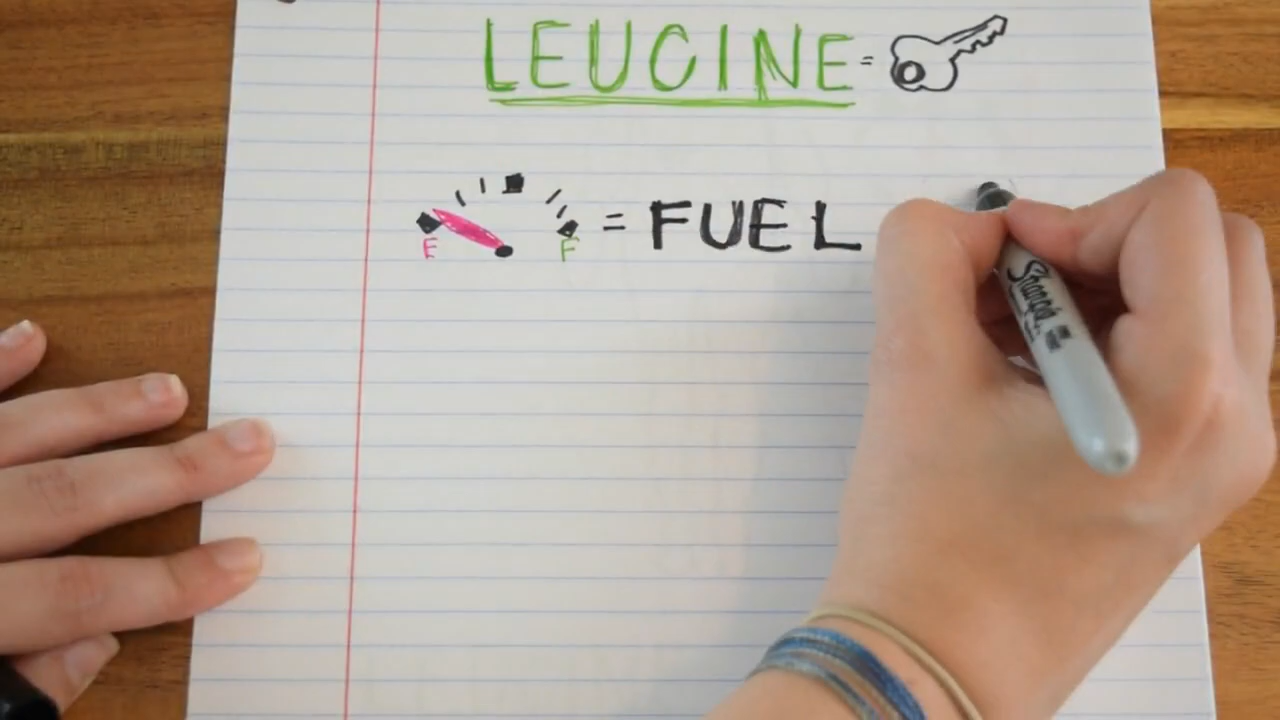 LEUCINE =
= FUEL
E F
Sharpie